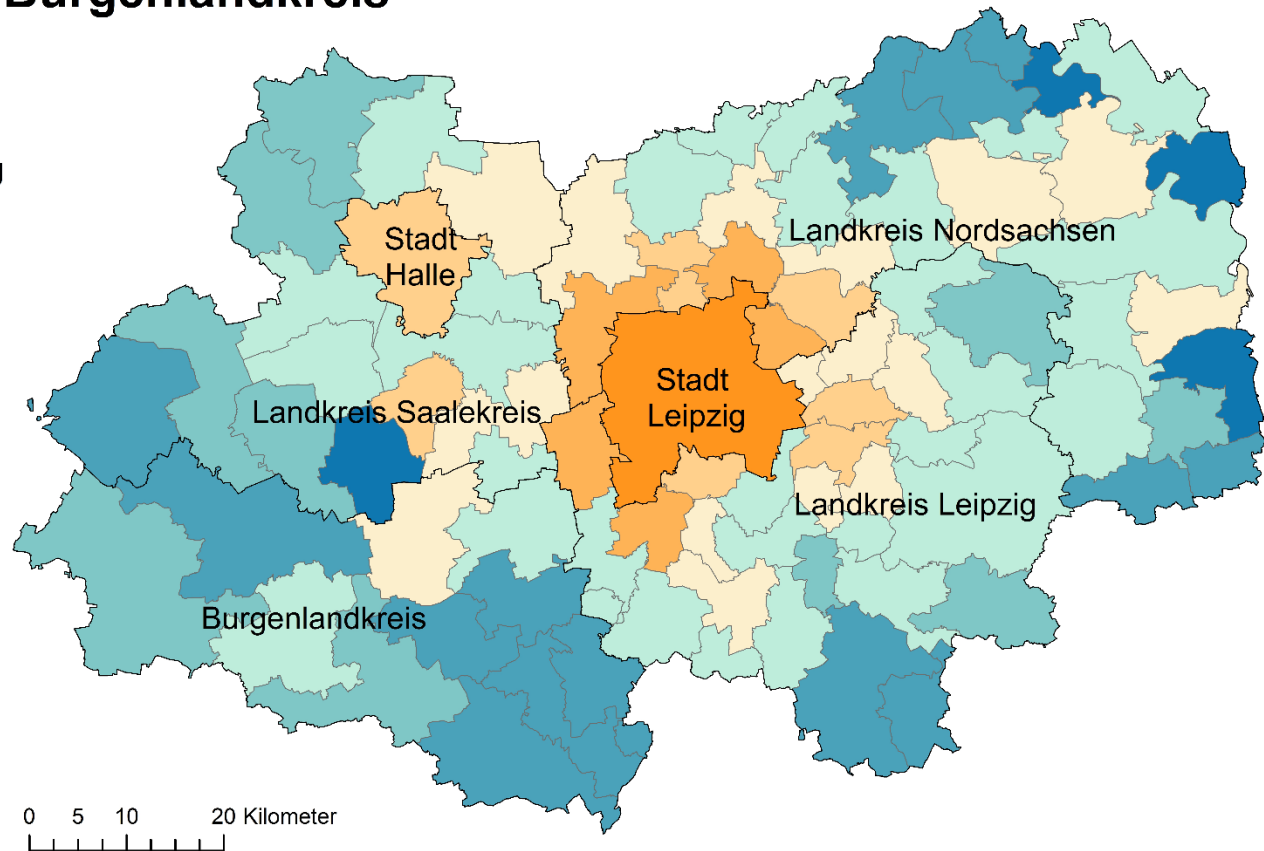 Burgenlandkreis
g
Landkreis Nordsachsen
Stadt
Halle
Stadt
Leipzig
Landkreis Saalekreis
Landkreis Leipzig
Burgenlandkreis
0 5 10 20 Kilometer